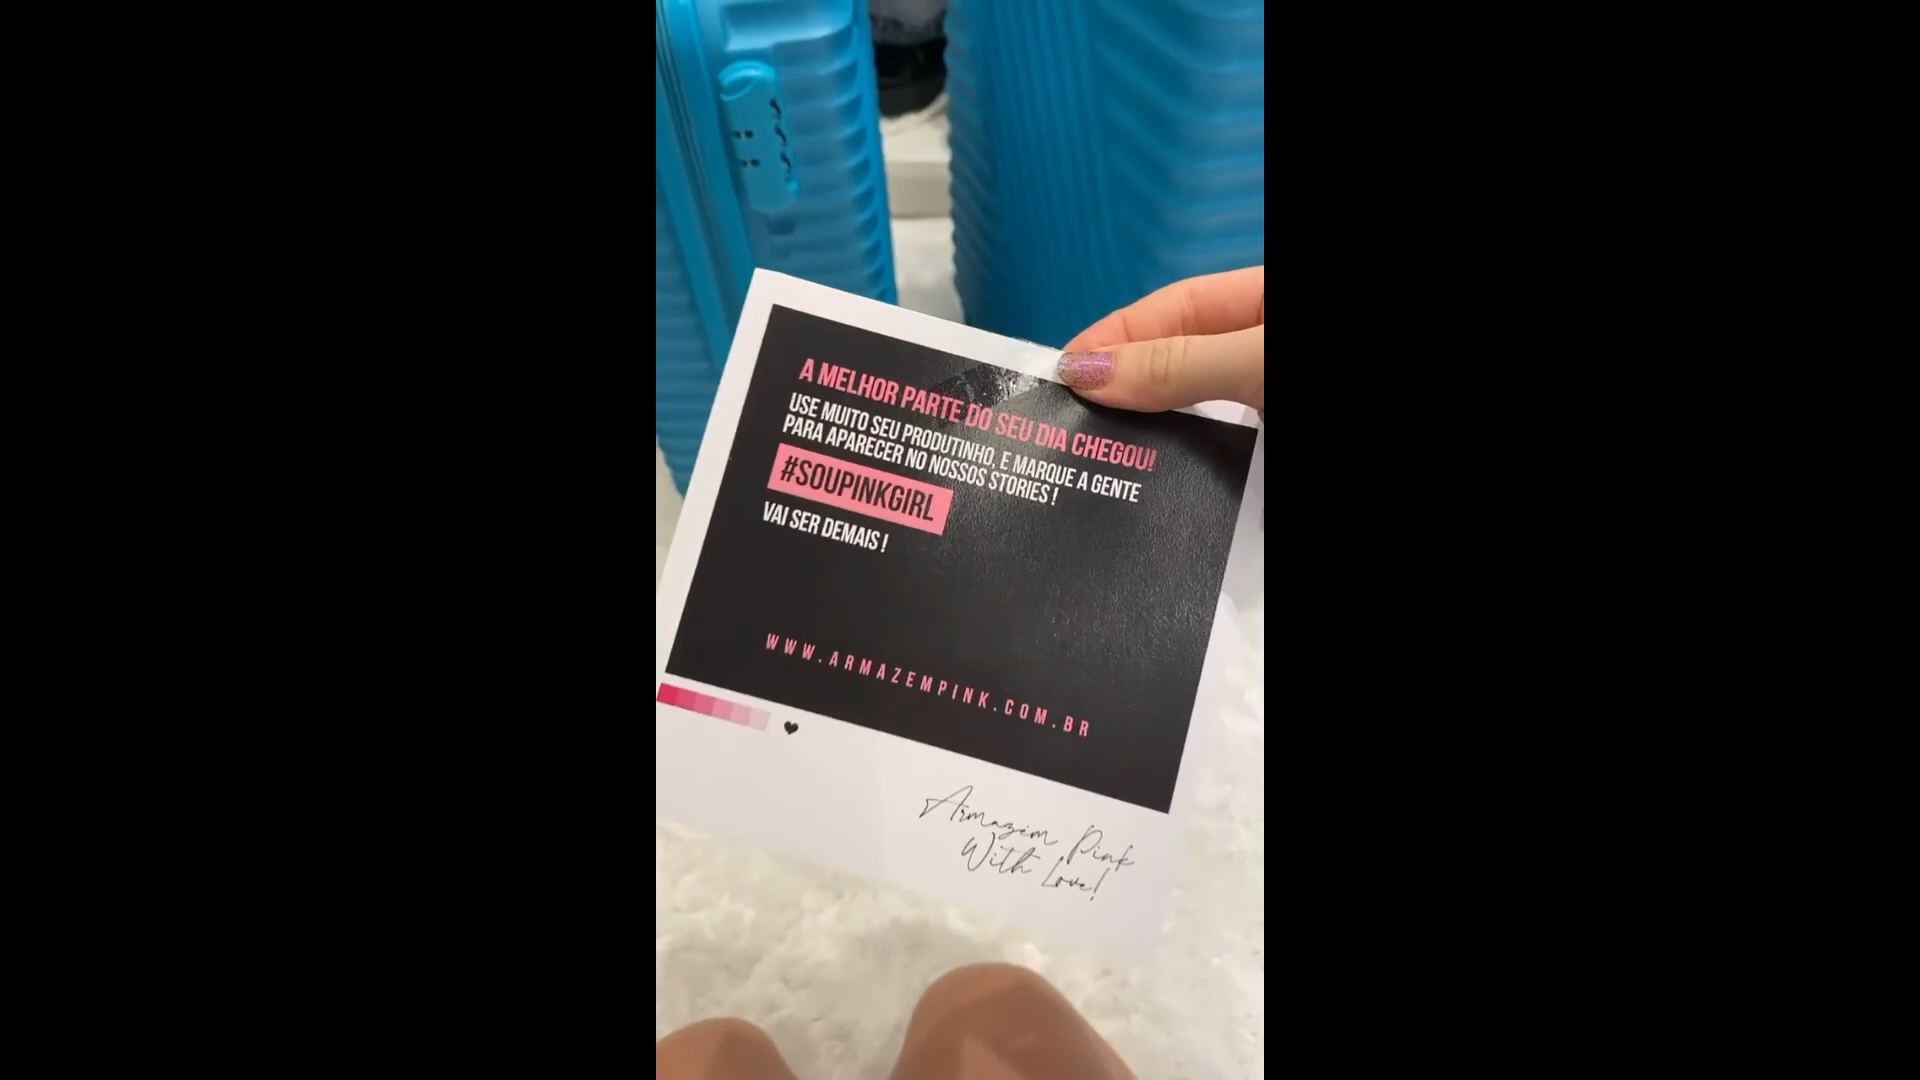 A MELHOR PARTE DO SEU DIA CHEGOU!
USE MUITO SEU PRODUTINHO, E MARQUE A GENTE
PARA APARECER NO NOSSOS STORIES !
#SOUPINKGIRL
VAI SER DEMAIS !
WWW.ARMAZEMPINK.COM.BR
Armazém Pink
With Love!